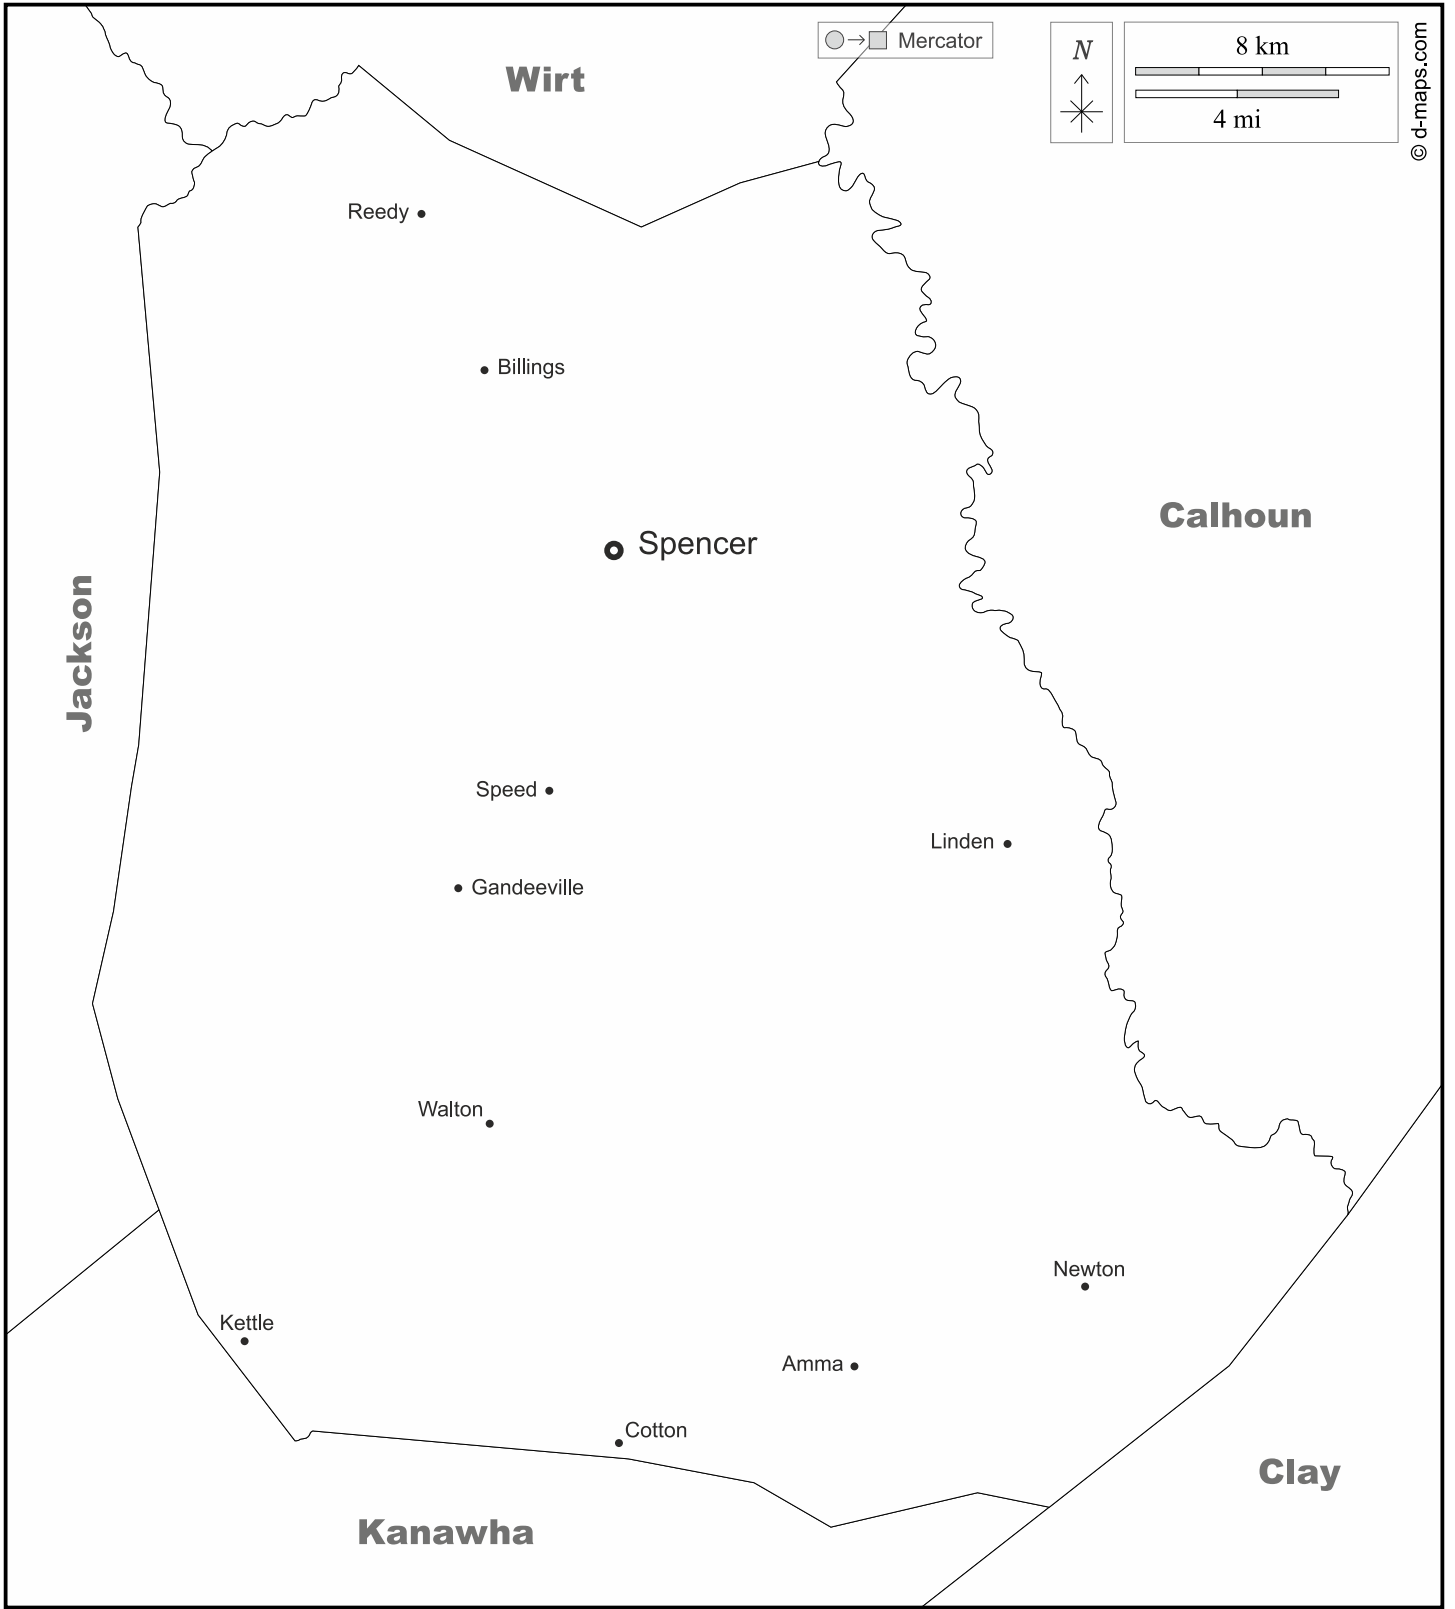 Mercator
N
8 km
4 mi
© d-maps.com
Wirt
Reedy
Billings
Spencer
Calhoun
Jackson
Speed
Linden
Gandeeville
Walton
Newton
Kettle
Amma
Cotton
Clay
Kanawha